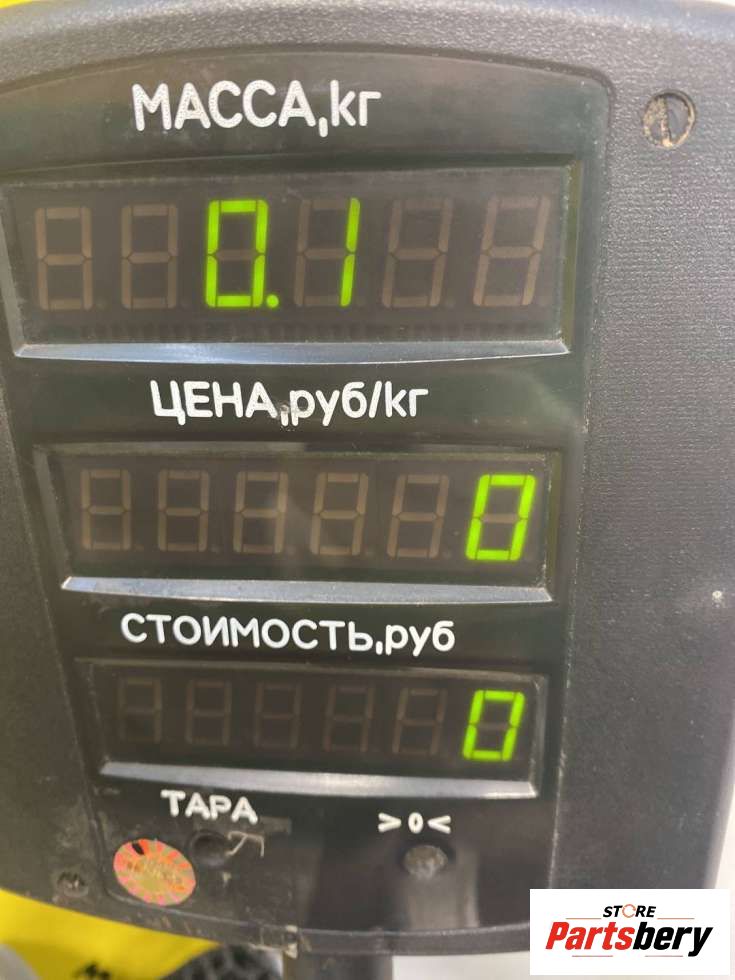 МАССА,кг
0.1
ЦЕНА,руб/кг
0
СТОИМОСТЬ,руб
0
ТАРА >0<
STORE
Partsbery